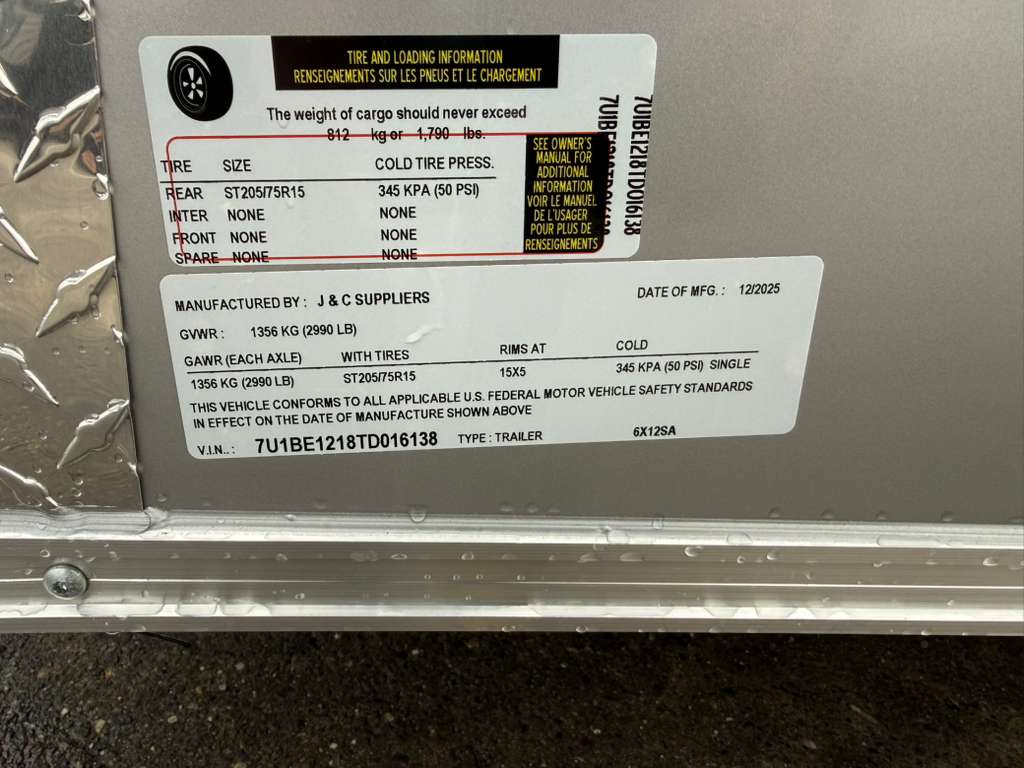 TIRE AND LOADING INFORMATION
RENSEIGNEMENTS SUR LES PNEUS ET LE CHARGEMENT
The weight of cargo should never exceed
812 kg or 1,790 lbs.
TIRE SIZE COLD TIRE PRESS.
REAR ST205/75R15 345 KPA (50 PSI)
INTER NONE NONE
FRONT NONE NONE
SPARE NONE NONE
SEE OWNER'S
MANUAL FOR
ADDITIONAL
INFORMATION
VOIR LE MANUEL
DE L'USAGER
POUR PLUS DE
RENSEIGNEMENTS
7U1BE1218TD016138
MANUFACTURED BY : J & C SUPPLIERS DATE OF MFG. : 12/2025
GVWR : 1356 KG (2990 LB)
GAWR (EACH AXLE) WITH TIRES RIMS AT COLD
1356 KG (2990 LB) ST205/75R15 15X5 345 KPA (50 PSI) SINGLE
THIS VEHICLE CONFORMS TO ALL APPLICABLE U.S. FEDERAL MOTOR VEHICLE SAFETY STANDARDS
IN EFFECT ON THE DATE OF MANUFACTURE SHOWN ABOVE
V.I.N.. : 7U1BE1218TD016138 TYPE : TRAILER 6X12SA